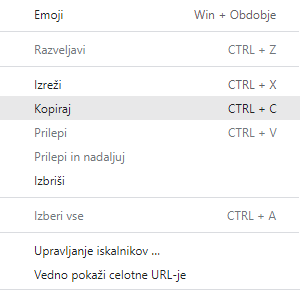 Emoji Win + Obdobje
Razveljavi CTRL + Z
Izreži CTRL + X
Kopiraj CTRL + C
Prilepi CTRL + V
Prilepi in nadaljuj
Izbriši
Izberi vse CTRL + A
Upravljanje iskalnikov ...
Vedno pokaži celotne URL-je